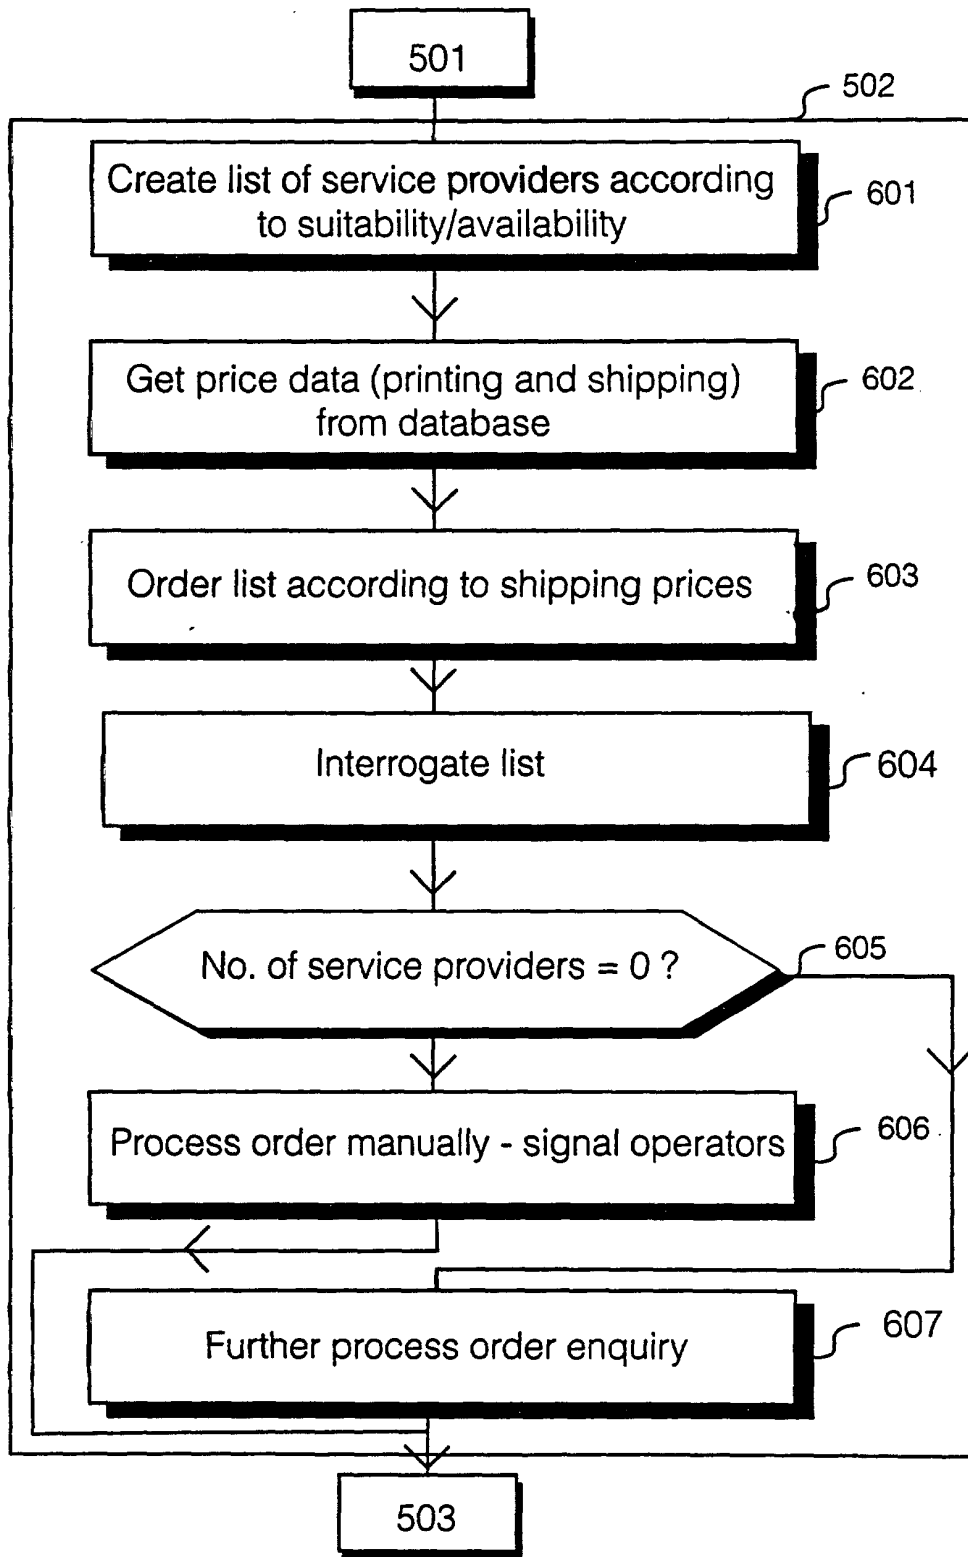 501
502
Create list of service providers according
to suitability/availability
601
Get price data (printing and shipping)
from database
602
Order list according to shipping prices
603
Interrogate list
604
No. of service providers = 0 ?
605
Process order manually - signal operators
606
Further process order enquiry
607
503